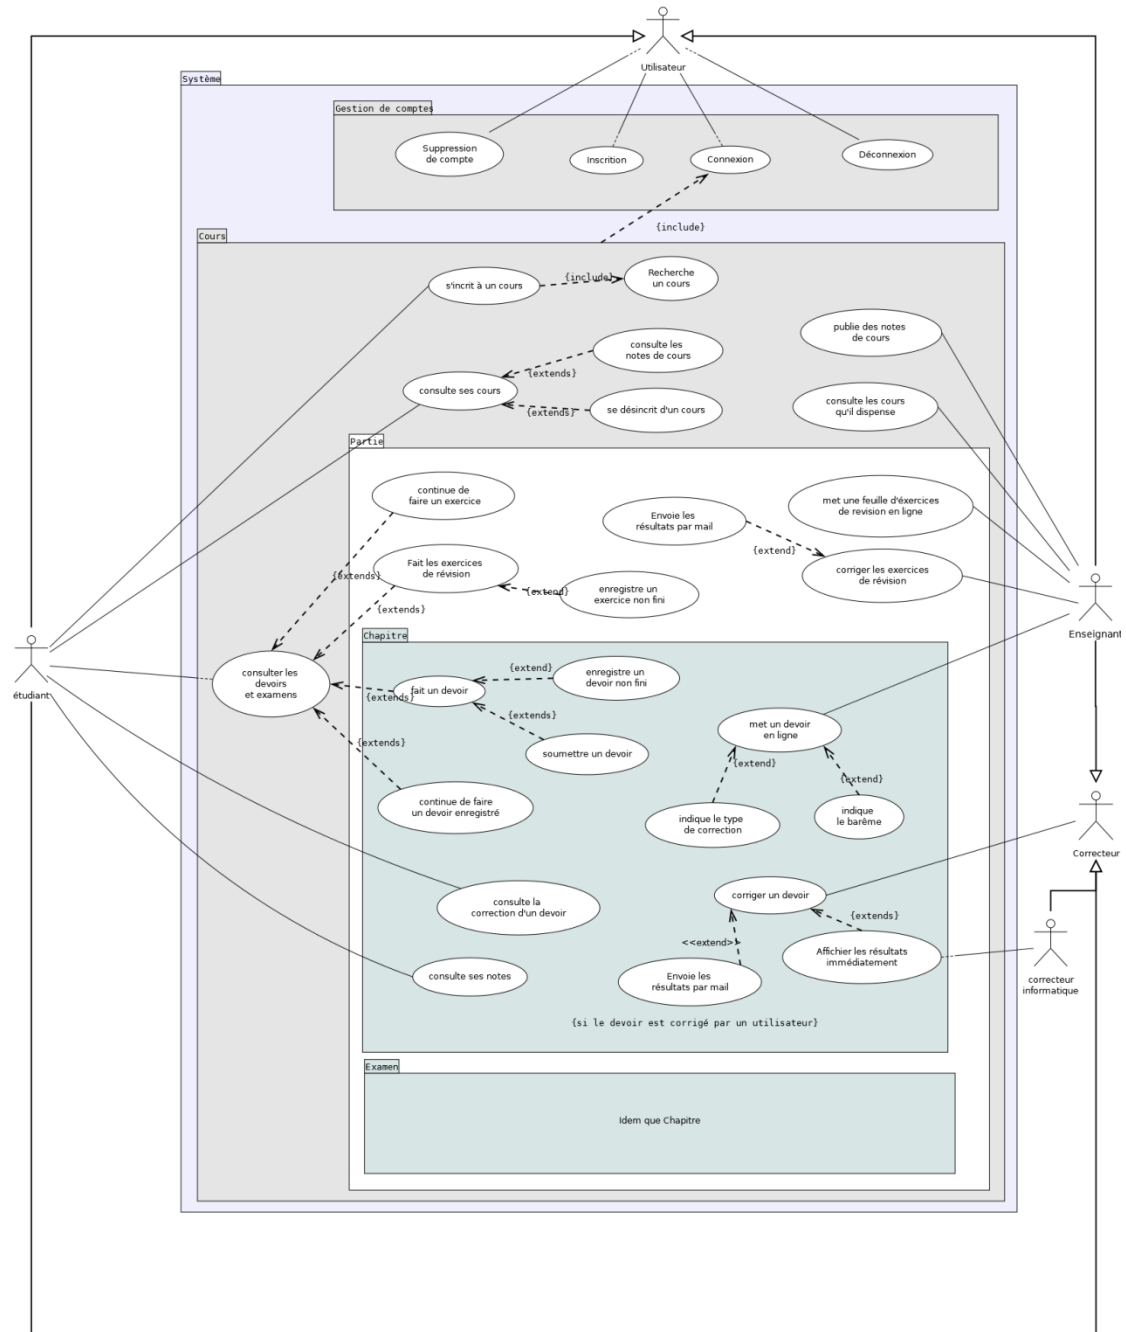 Utilisateur
Système
Gestion de comptes
Suppression
de compte
Inscrition
Connexion
Déconnexion
{include}
Cours
s'incrit à un cours
{include}
Recherche
un cours
publie des notes
de cours
consulte les
notes de cours
{extends}
consulte ses cours
consulte les cours
qu'il dispense
{extends}
se désincrit d'un cours
Partie
continue de
faire un exercice
met une feuille d'éxercices
de revision en ligne
Envoie les
résultats par mail
{extend}
Fait les exercices
de révision
corriger les exercices
de révision
{extends}
{extend}
enregistre un
exercice non fini
{extends}
Enseignant
Chapitre
étudiant
consulter les
devoirs
et examens
{extend}
enregistre un
devoir non fini
fait un devoir
{extends}
{extends}
met un devoir
en ligne
{extends}
soumettre un devoir
{extend}
{extend}
continue de faire
un devoir enregistré
indique le type
de correction
indique
le barême
Correcteur
corriger un devoir
consulte la
correction d'un devoir
{extends}
<<extend>>
Affichier les résultats
immédiatement
consulte ses notes
Envoie les
résultats par mail
correcteur
informatique
{si le devoir est corrigé par un utilisateur}
Examen
Idem que Chapitre